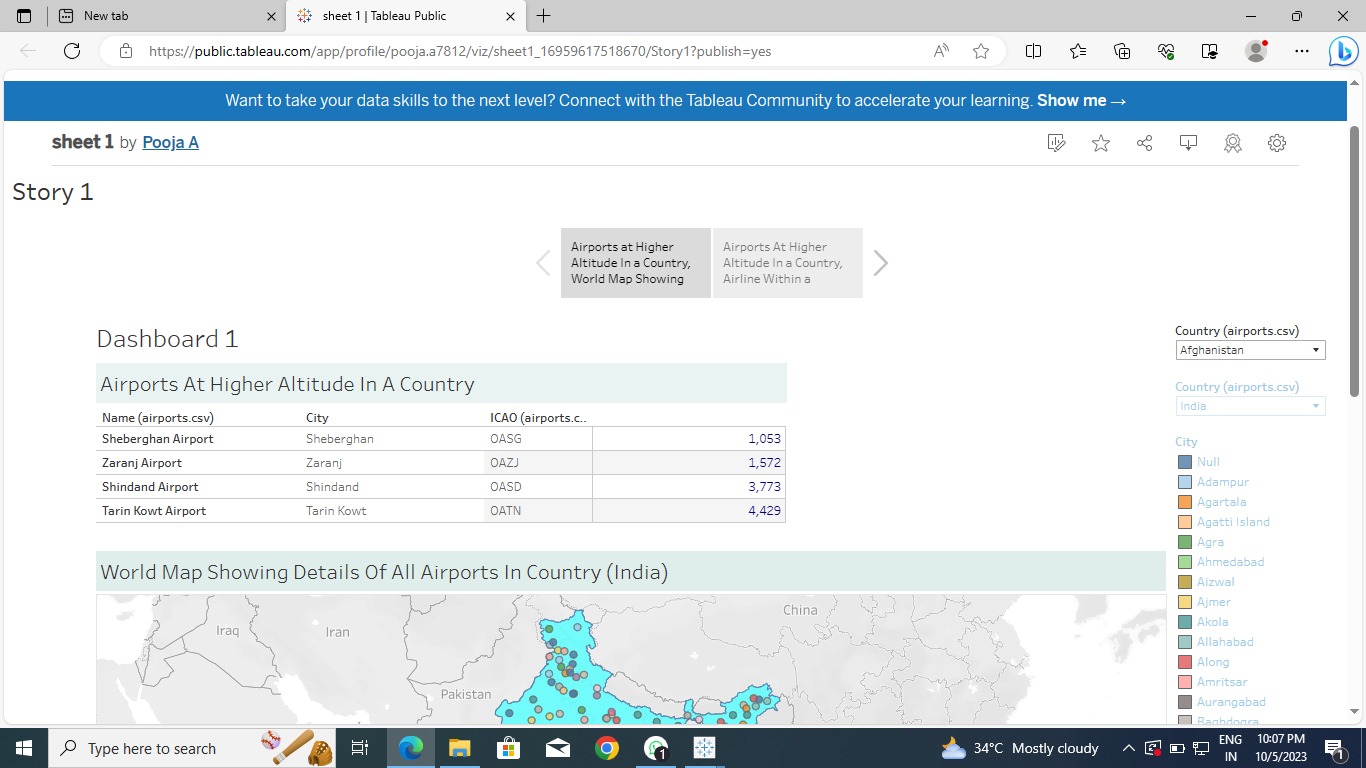 New tab
sheet 1 | Tableau Public
https://public.tableau.com/app/profile/pooja.a7812/viz/sheet1_16959617518670/Story1?publish=yes
Want to take your data skills to the next level? Connect with the Tableau Community to accelerate your learning. Show me →
sheet 1 by Pooja A
Story 1
Airports at Higher
Altitude In a Country,
World Map Showing
Airports At Higher
Altitude In a Country,
Airline Within a
Dashboard 1
Airports At Higher Altitude In A Country
Name (airports.csv) City ICAO (airports.c..
Sheberghan Airport Sheberghan OASG 1,053
Zaranj Airport Zaranj OAZJ 1,572
Shindand Airport Shindand OASD 3,773
Tarin Kowt Airport Tarin Kowt OATN 4,429
World Map Showing Details Of All Airports In Country (India)
Iraq
Iran
Pakistan
China
Country (airports.csv)
Afghanistan
Country (airports.csv)
India
City
Null
Adampur
Agartala
Agatti Island
Agra
Ahmedabad
Aizwal
Ajmer
Akola
Allahabad
Along
Amritsar
Aurangabad
Baghdogra
Type here to search
1
34°C Mostly cloudy
ENG
IN
10:07 PM
10/5/2023
1